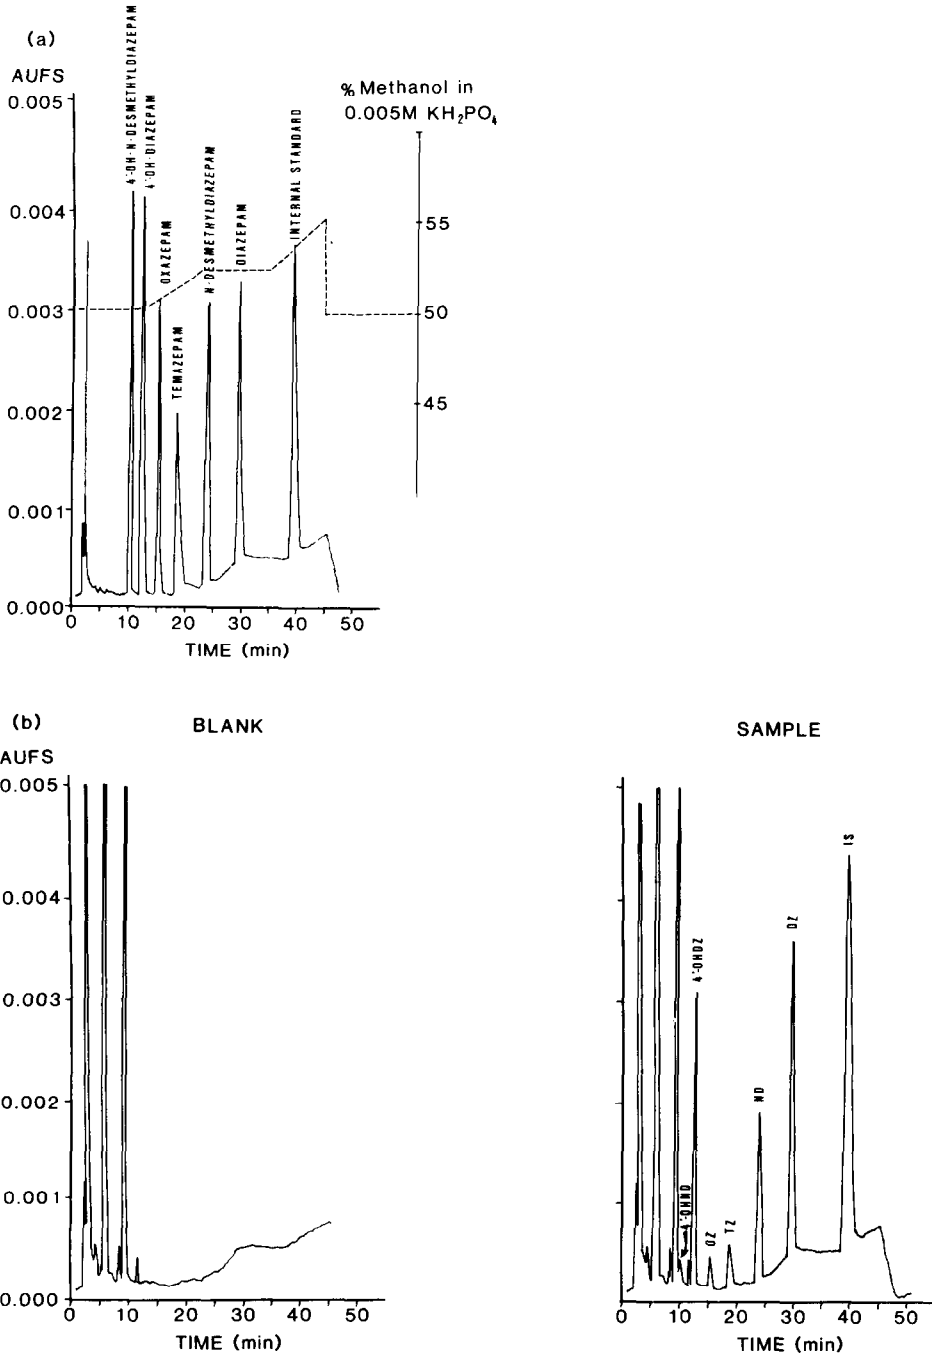 (a)
AUFS
0.005
0.004
0.003
0.002
0.001
0.000
0
10
20
30
40
50
TIME (min)
4'-OH-N-DESMETHYLDIAZEPAM
4'-OH-DIAZEPAM
OXAZEPAM
TEMAZEPAM
N-DESMETHYLDIAZEPAM
DIAZEPAM
INTERNAL STANDARD
% Methanol in
0.005M KH₂PO₄
55
50
45
(b)
BLANK
AUFS
0.005
0.004
0.003
0.002
0.001
0.000
0
10
20
30
40
50
TIME (min)
SAMPLE
4'-OHND
4'-OHDZ
OZ
TZ
ND
DZ
IS
0
10
20
30
40
50
TIME (min)